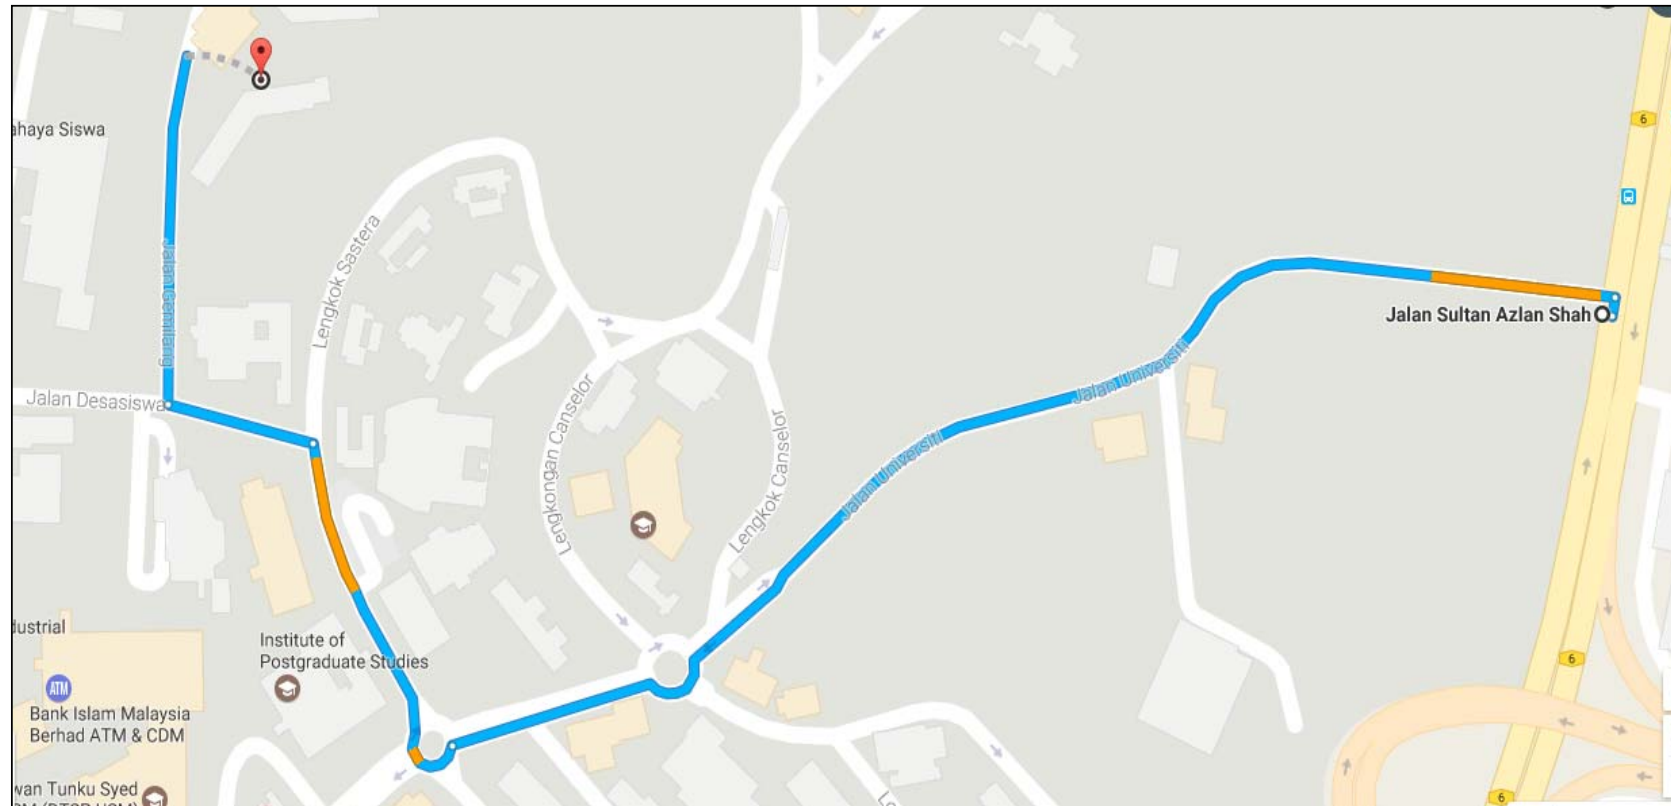 ahaya Siswa
6
Lengkok Sastera
Jalan Gemilang
Jalan Sultan Azlan Shah
Jalan Universiti
Jalan Desasiswa
Lengkongan Canselor
Lengkok Canselor
Jalan Universiti
dustrial
Institute of
Postgraduate Studies
6
ATM
Bank Islam Malaysia
Berhad ATM & CDM
wan Tunku Syed
6